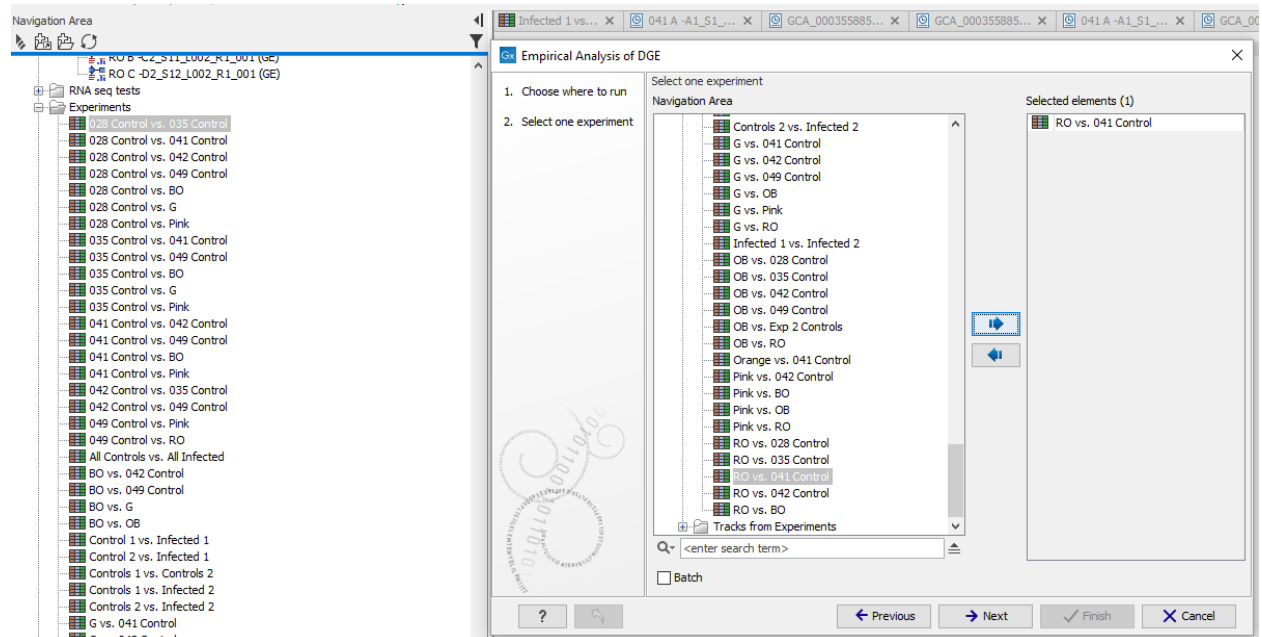 Navigation Area
RO B -C2_S11_L002_R1_001 (GE)
RO C -D2_S12_L002_R1_001 (GE)
RNA seq tests
Experiments
028 Control vs. 035 Control
028 Control vs. 041 Control
028 Control vs. 042 Control
028 Control vs. 049 Control
028 Control vs. BO
028 Control vs. G
028 Control vs. Pink
035 Control vs. 041 Control
035 Control vs. 049 Control
035 Control vs. BO
035 Control vs. G
035 Control vs. Pink
041 Control vs. 042 Control
041 Control vs. 049 Control
041 Control vs. BO
041 Control vs. Pink
042 Control vs. 035 Control
042 Control vs. 049 Control
049 Control vs. Pink
049 Control vs. RO
All Controls vs. All Infected
BO vs. 042 Control
BO vs. 049 Control
BO vs. G
BO vs. OB
Control 1 vs. Infected 1
Control 2 vs. Infected 1
Controls 1 vs. Controls 2
Controls 1 vs. Infected 2
Controls 2 vs. Infected 2
G vs. 041 Control
Infected 1 vs... 041 A -A1_S1_... GCA_000355885... GCA_000355885... 041 A -A1_S1_... GCA_00
Gx Empirical Analysis of DGE
1. Choose where to run
2. Select one experiment
Select one experiment
Navigation Area
Controls 2 vs. Infected 2
G vs. 041 Control
G vs. 042 Control
G vs. 049 Control
G vs. OB
G vs. Pink
G vs. RO
Infected 1 vs. Infected 2
OB vs. 028 Control
OB vs. 035 Control
OB vs. 042 Control
OB vs. 049 Control
OB vs. Exp 2 Controls
OB vs. RO
Orange vs. 041 Control
Pink vs. 042 Control
Pink vs. BO
Pink vs. OB
Pink vs. RO
RO vs. 028 Control
RO vs. 035 Control
RO vs. 041 Control
RO vs. 042 Control
RO vs. BO
Tracks from Experiments
<enter search term>
Batch
Selected elements (1)
RO vs. 041 Control
? Previous Next Finish Cancel